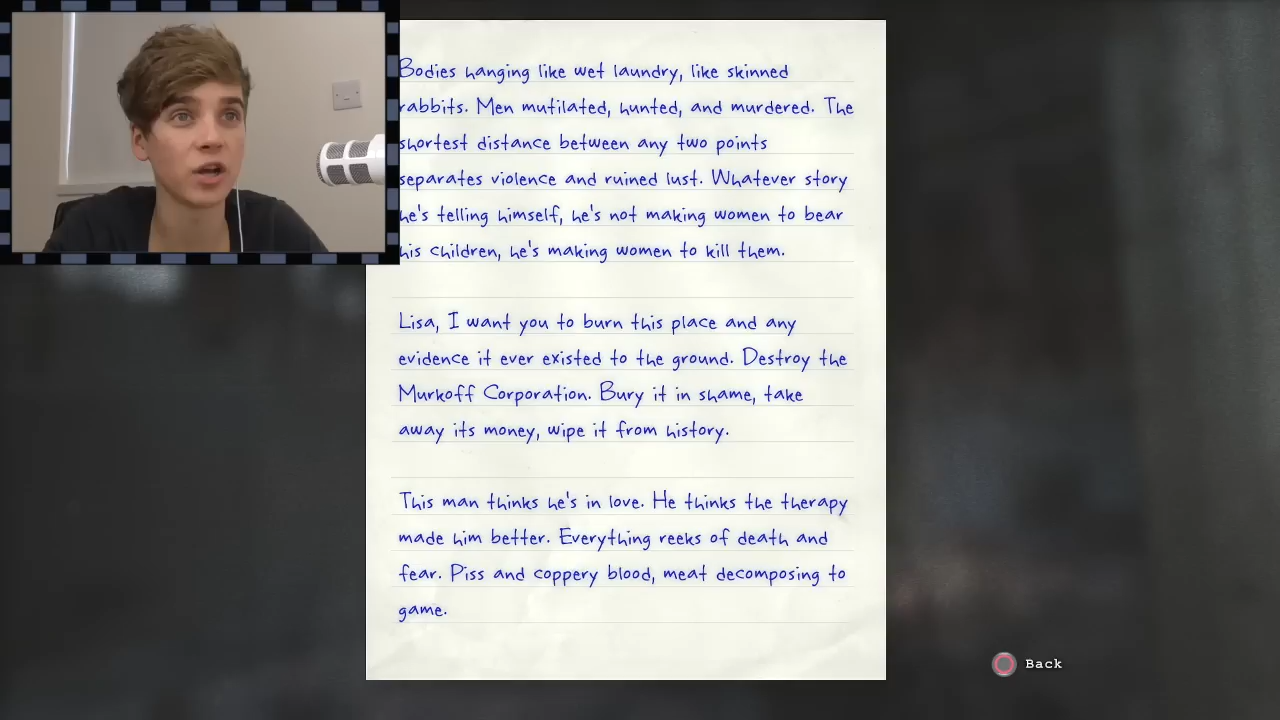 Bodies hanging like wet laundry, like skinned
rabbits. Men mutilated, hunted, and murdered. The
shortest distance between any two points
separates violence and ruined lust. Whatever story
he's telling himself, he's not making women to bear
his children, he's making women to kill them.
Lisa, I want you to burn this place and any
evidence it ever existed to the ground. Destroy the
Murkoff Corporation. Bury it in shame, take
away its money, wipe it from history.
This man thinks he's in love. He thinks the therapy
made him better. Everything reeks of death and
fear. Piss and coppery blood, meat decomposing to
game.
Back